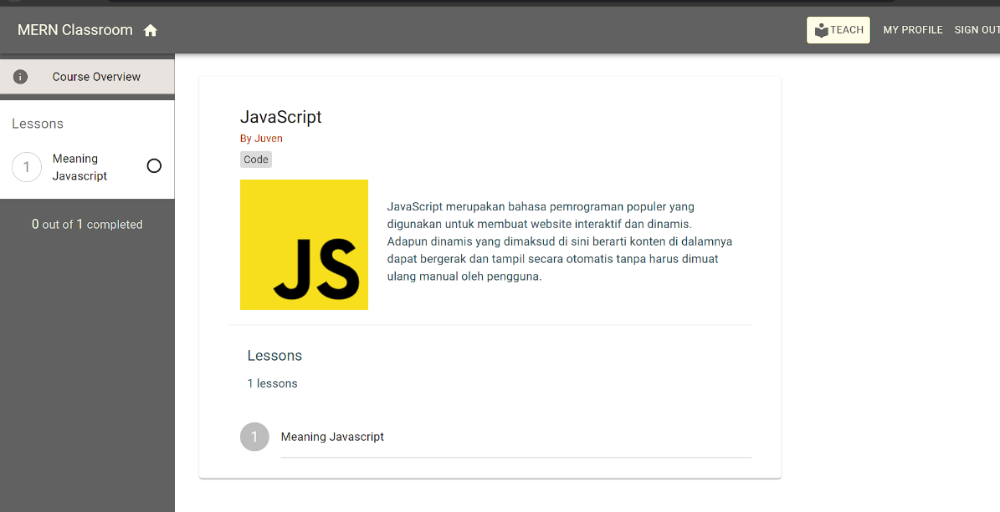 MERN Classroom
TEACH
MY PROFILE
SIGN OUT
Course Overview
Lessons
1
Meaning
Javascript
0 out of 1 completed
JavaScript
By Juven
Code
JS
JavaScript merupakan bahasa pemrograman populer yang
digunakan untuk membuat website interaktif dan dinamis.
Adapun dinamis yang dimaksud di sini berarti konten di dalamnya
dapat bergerak dan tampil secara otomatis tanpa harus dimuat
ulang manual oleh pengguna.
Lessons
1 lessons
1
Meaning Javascript